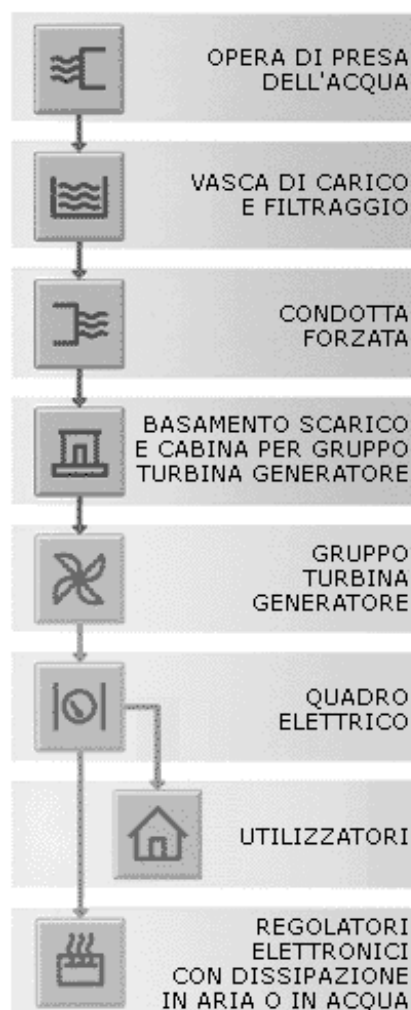 OPERA DI PRESA
DELL'ACQUA
VASCA DI CARICO
E FILTRAGGIO
CONDOTTA
FORZATA
BASAMENTO SCARICO
E CABINA PER GRUPPO
TURBINA GENERATORE
GRUPPO
TURBINA
GENERATORE
QUADRO
ELETTRICO
UTILIZZATORI
REGOLATORI
ELETTRONICI
CON DISSIPAZIONE
IN ARIA O IN ACQUA